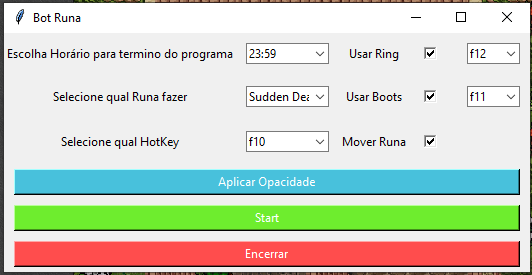 Bot Runa
Escolha Horário para termino do programa 23:59 Usar Ring f12
Selecione qual Runa fazer Sudden Dea Usar Boots f11
Selecione qual HotKey f10 Mover Runa
Aplicar Opacidade
Start
Encerrar